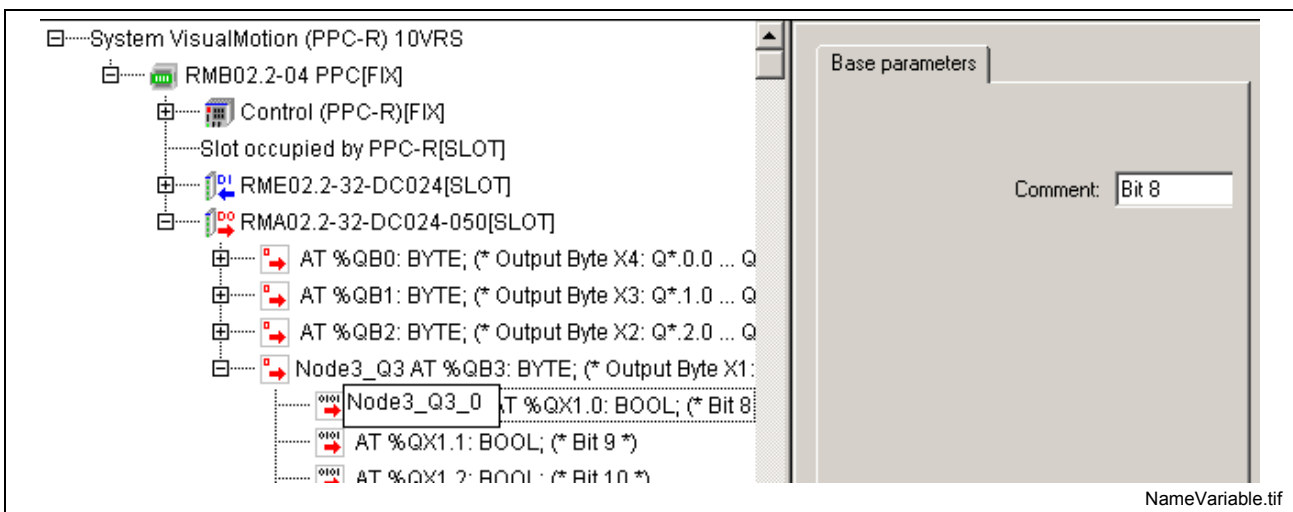 System VisualMotion (PPC-R) 10VRS
RMB02.2-04 PPC[FIX]
Control (PPC-R)[FIX]
Slot occupied by PPC-R[SLOT]
RME02.2-32-DC024[SLOT]
RMA02.2-32-DC024-050[SLOT]
AT %QB0: BYTE; (* Output Byte X4: Q*.0.0 ... Q
AT %QB1: BYTE; (* Output Byte X3: Q*.1.0 ... Q
AT %QB2: BYTE; (* Output Byte X2: Q*.2.0 ... Q
Node3_Q3 AT %QB3: BYTE; (* Output Byte X1:
Node3_Q3_0 \T %QX1.0: BOOL; (* Bit 8
AT %QX1.1: BOOL; (* Bit 9 *)
AT %QX1.2: BOOL; (* Bit 10 *)
Base parameters
Comment: Bit 8
NameVariable.tif